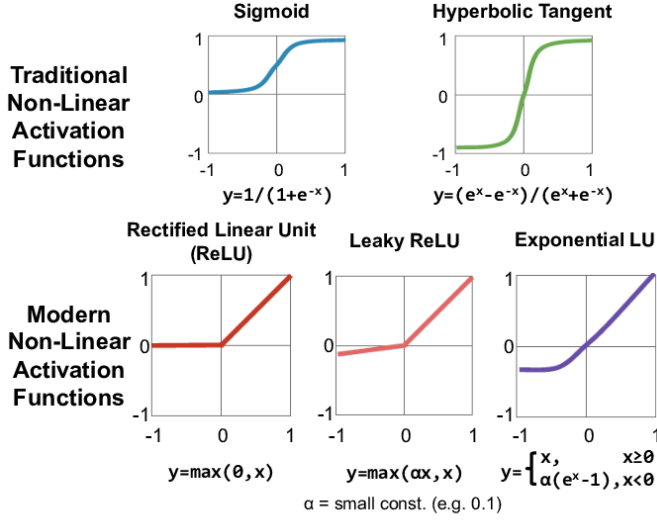 Sigmoid
Hyperbolic Tangent
Traditional
Non-Linear
Activation
Functions
1
0
-1
-1 0 1
y=1/(1+e⁻ˣ)
1
0
-1
-1 0 1
y=(eˣ-e⁻ˣ)/(eˣ+e⁻ˣ)
Rectified Linear Unit
(ReLU)
Leaky ReLU
Exponential LU
Modern
Non-Linear
Activation
Functions
1
0
-1
-1 0 1
y=max(0,x)
1
0
-1
-1 0 1
y=max(αx,x)
1
0
-1
-1 0 1
y={x, x≥0
α(eˣ-1),x<0
α = small const. (e.g. 0.1)